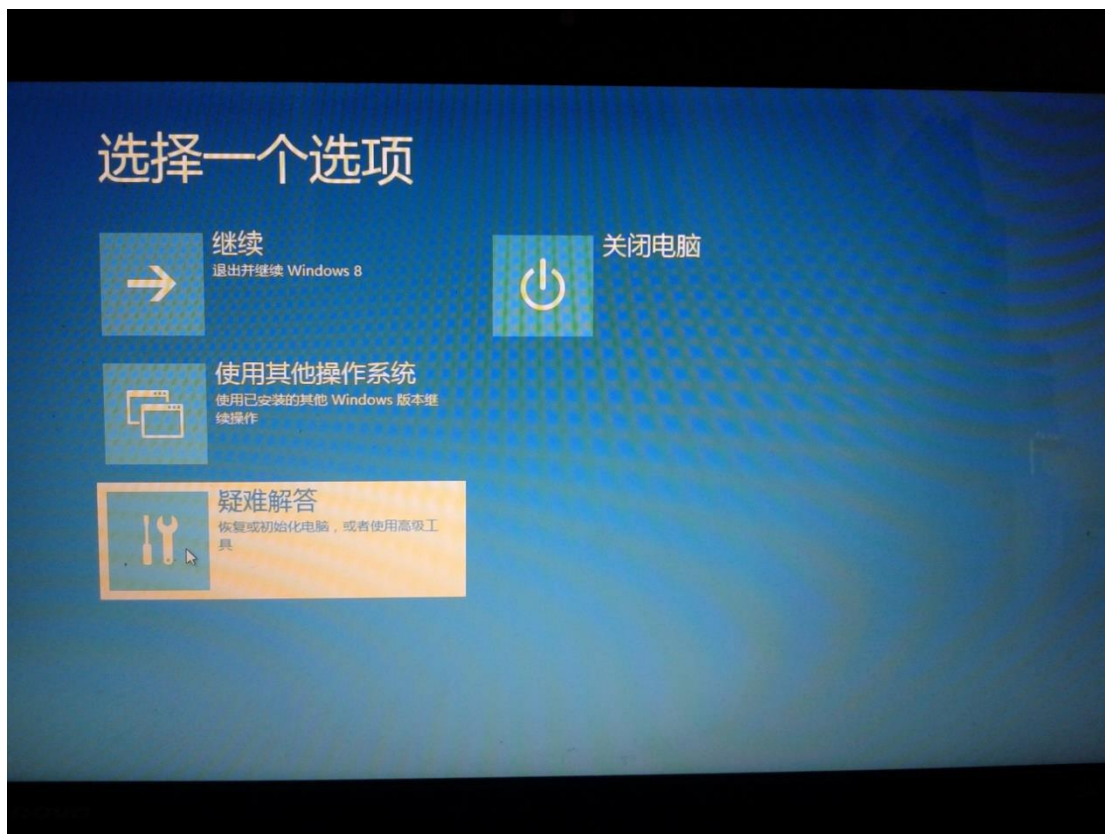 选择一个选项
继续
退出并继续 Windows 8
关闭电脑
使用其他操作系统
使用已安装的其他 Windows 版本继
续操作
疑难解答
恢复或初始化电脑，或者使用高级工
具